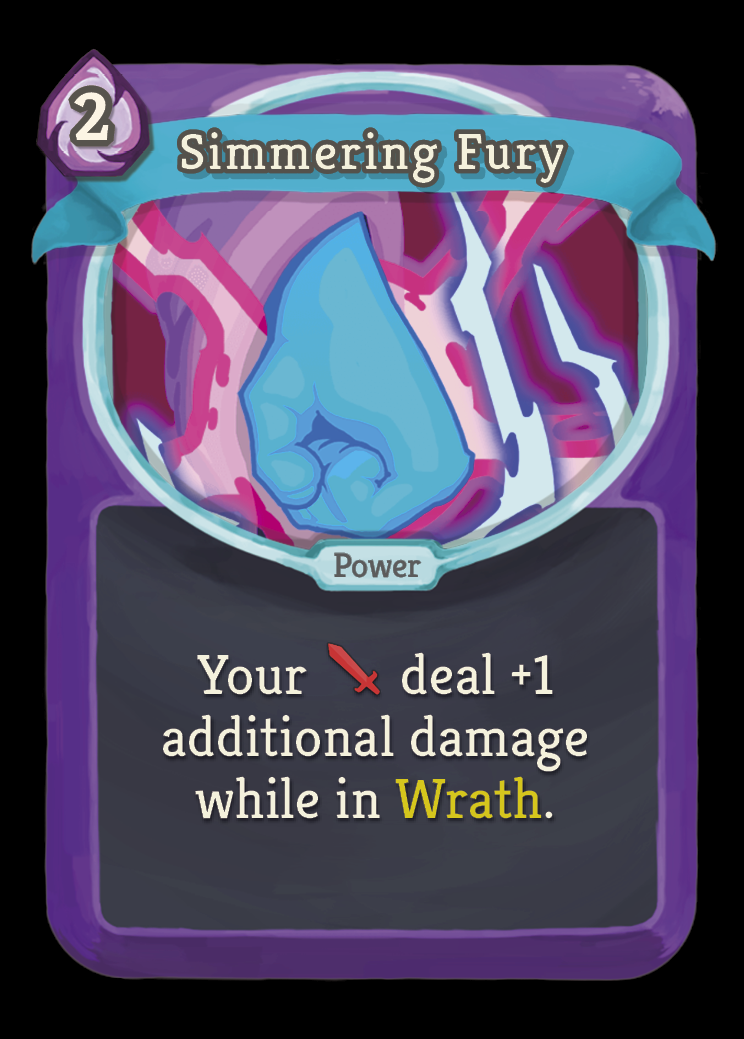 2
Simmering Fury
Power
Your deal +1
additional damage
while in Wrath.